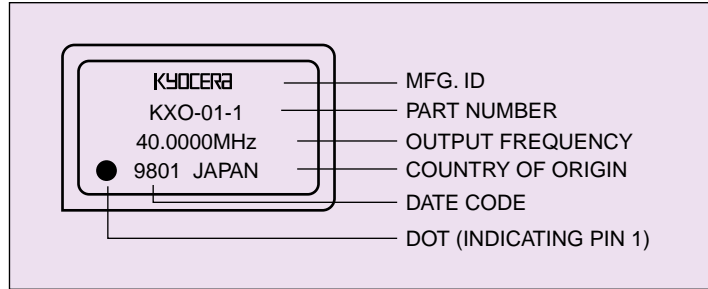 KYOCERA MFG. ID
KXO-01-1 PART NUMBER
40.0000MHz OUTPUT FREQUENCY
9801 JAPAN COUNTRY OF ORIGIN
DATE CODE
DOT (INDICATING PIN 1)